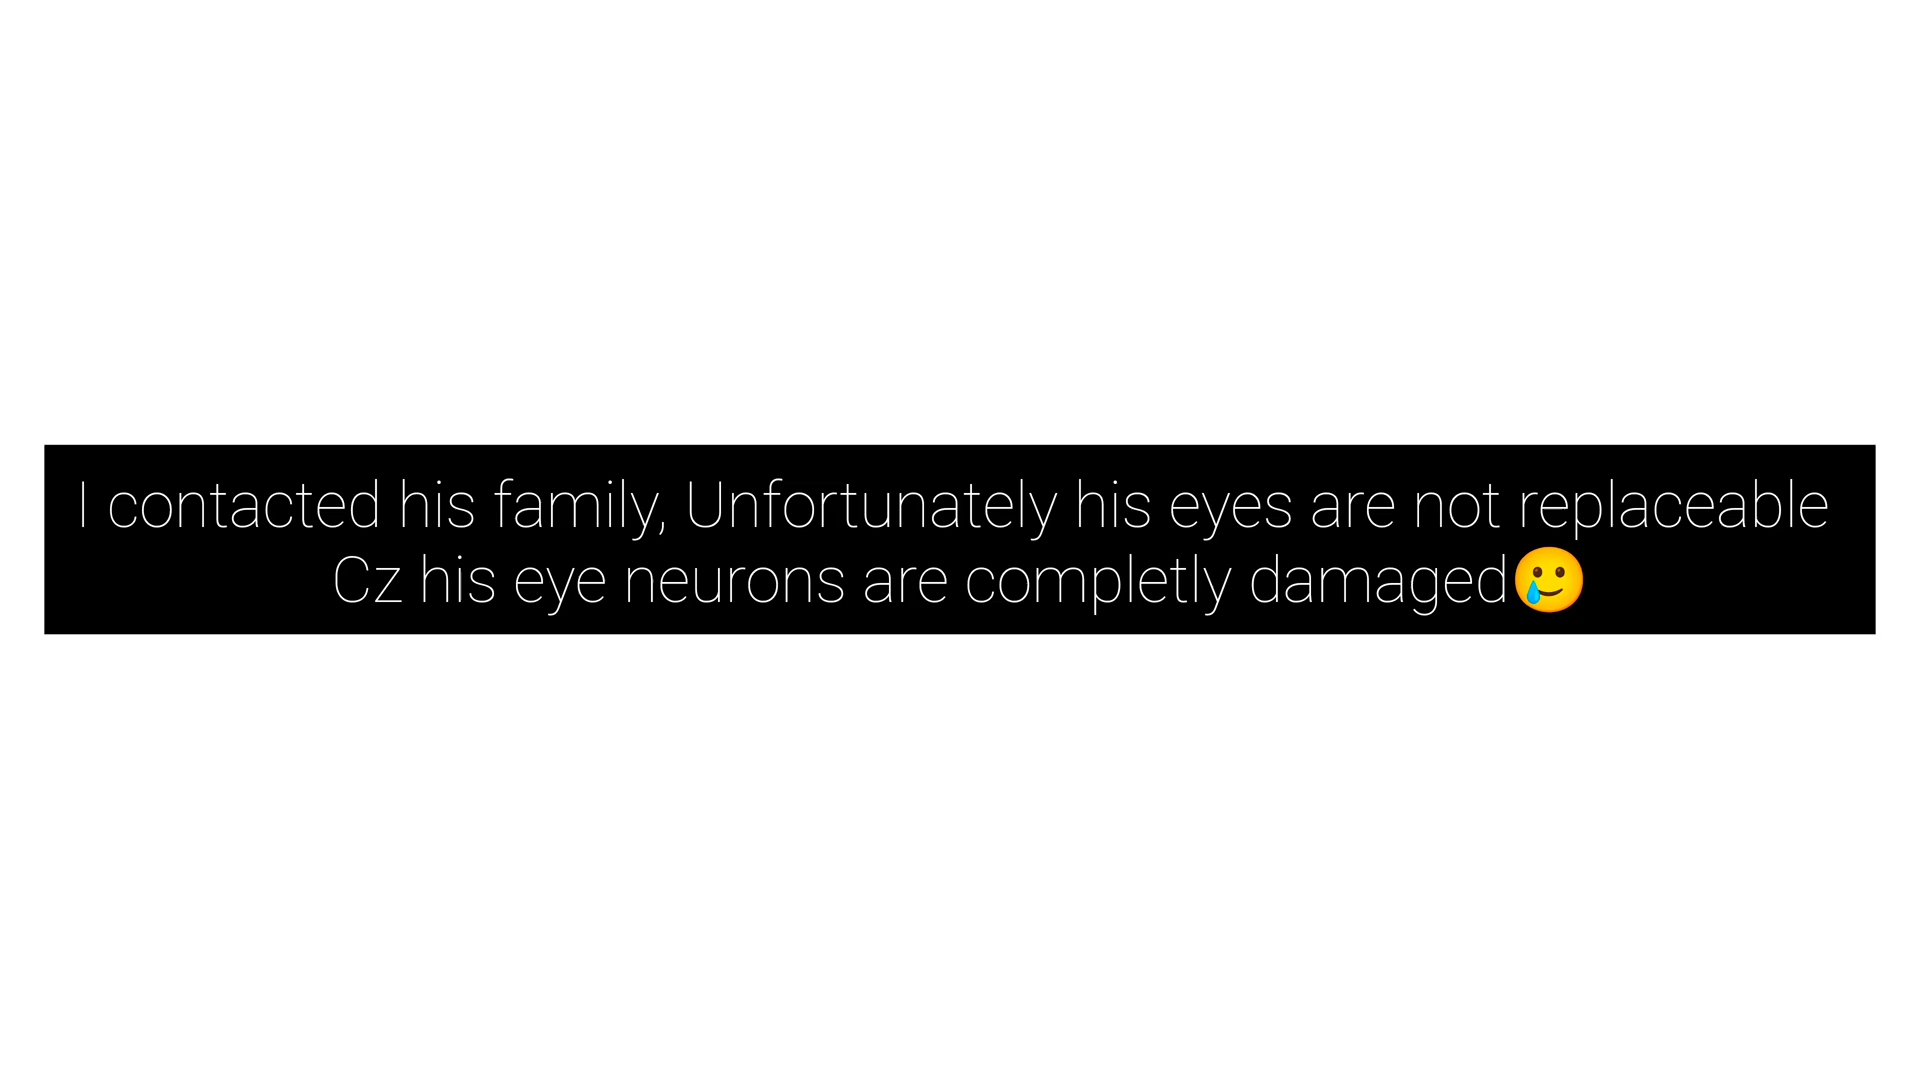 I contacted his family, Unfortunately his eyes are not replaceable
Cz his eye neurons are completly damaged🥲